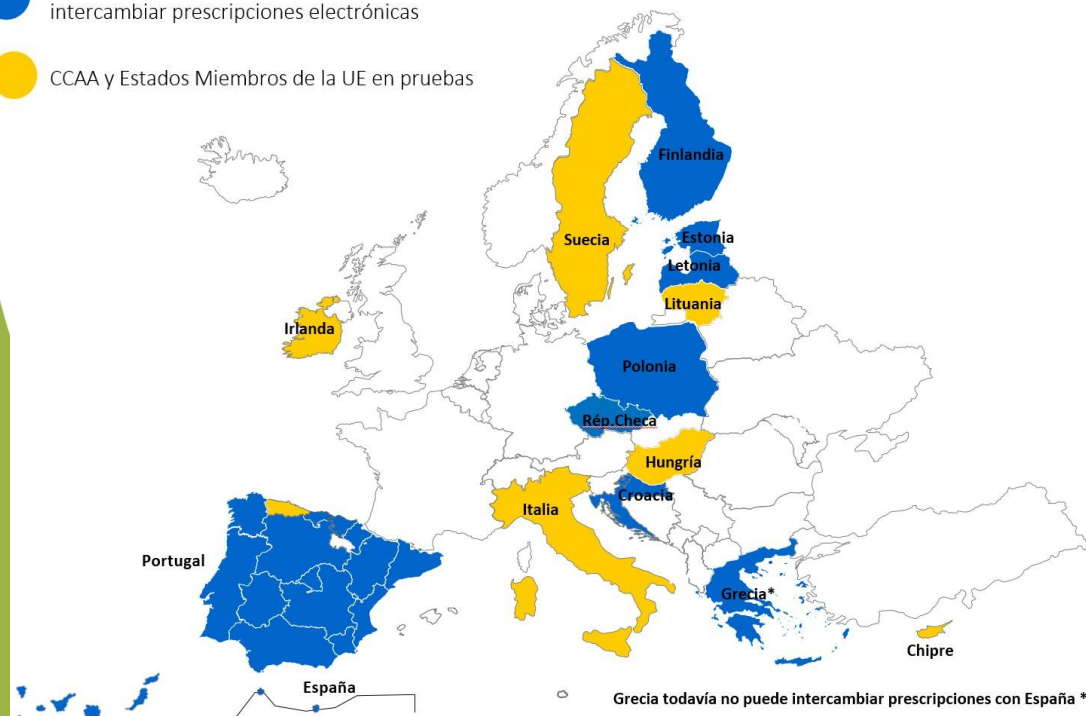 intercambiar prescripciones electrónicas
CCAA y Estados Miembros de la UE en pruebas
Finlandia
Suecia
Estonia
Letonia
Lituania
Irlanda
Polonia
Rép.Checa
Hungría
Croacia
Italia
Portugal
Grecia*
Chipre
España
Grecia todavía no puede intercambiar prescripciones con España *